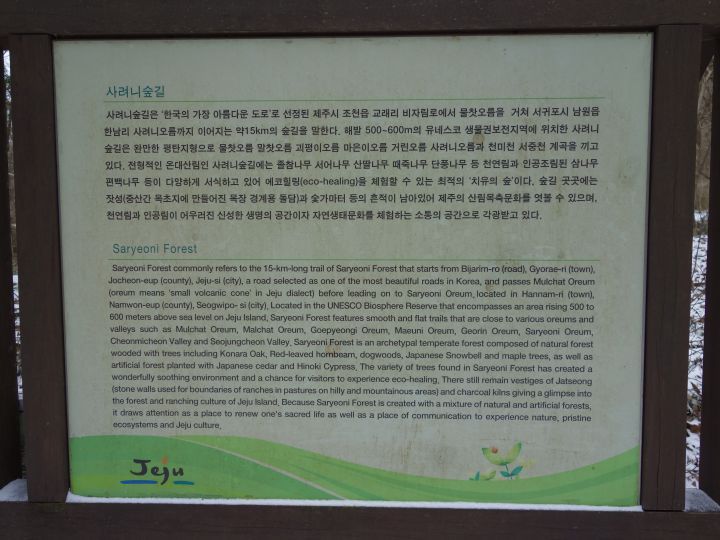 사려니숲길
사려니숲길은 '한국의 가장 아름다운 도로'로 선정된 제주시 조천읍 교래리 비자림로에서 물찻오름을 거쳐 서귀포시 남원읍
한남리 사려니오름까지 이어지는 약15km의 숲길을 말한다. 해발 500~600m의 유네스코 생물권보전지역에 위치한 사려니
숲길은 완만한 평탄지형으로 물찻오름 말찻오름 괴평이오름 마은이오름 거린오름 사려니오름과 천미천 서중천 계곡을 끼고
있다. 전형적인 온대산림인 사려니숲길에는 졸참나무 서어나무 산딸나무 때죽나무 단풍나무 등 천연림과 인공조림된 삼나무
편백나무 등이 다양하게 서식하고 있어 에코힐링(eco-healing)을 체험할 수 있는 최적의 '치유의 숲'이다. 숲길 곳곳에는
잣성(중산간 목초지에 만들어진 목장 경계용 돌담)과 숯가마터 등의 흔적이 남아있어 제주의 산림목축문화를 엿볼 수 있으며,
천연림과 인공림이 어우러진 신성한 생명의 공간이자 자연생태문화를 체험하는 소통의 공간으로 각광받고 있다.
Saryeoni Forest
Saryeoni Forest commonly refers to the 15-km-long trail of Saryeoni Forest that starts from Bijarim-ro (road), Gyorae-ri (town),
Jocheon-eup (county), Jeju-si (city), a road selected as one of the most beautiful roads in Korea, and passes Mulchat Oreum
(oreum means 'small volcanic cone' in Jeju dialect) before leading on to Saryeoni Oreum, located in Hannam-ri (town),
Namwon-eup (county), Seogwipo- si (city). Located in the UNESCO Biosphere Reserve that encompasses an area rising 500 to
600 meters above sea level on Jeju Island, Saryeoni Forest features smooth and flat trails that are close to various oreums and
valleys such as Mulchat Oreum, Malchat Oreum, Goepyeongi Oreum, Maeuni Oreum, Georin Oreum, Saryeoni Oreum,
Cheonmicheon Valley and Seojungcheon Valley. Saryeoni Forest is an archetypal temperate forest composed of natural forest
wooded with trees including Konara Oak, Red-leaved hornbeam, dogwoods, Japanese Snowbell and maple trees, as well as
artificial forest planted with Japanese cedar and Hinoki Cypress. The variety of trees found in Saryeoni Forest has created a
wonderfully soothing environment and a chance for visitors to experience eco-healing. There still remain vestiges of Jatseong
(stone walls used for boundaries of ranches in pastures on hilly and mountainous areas) and charcoal kilns giving a glimpse into
the forest and ranching culture of Jeju Island. Because Saryeoni Forest is created with a mixture of natural and artificial forests,
it draws attention as a place to renew one's sacred life as well as a place of communication to experience nature, pristine
ecosystems and Jeju culture.
Jeju